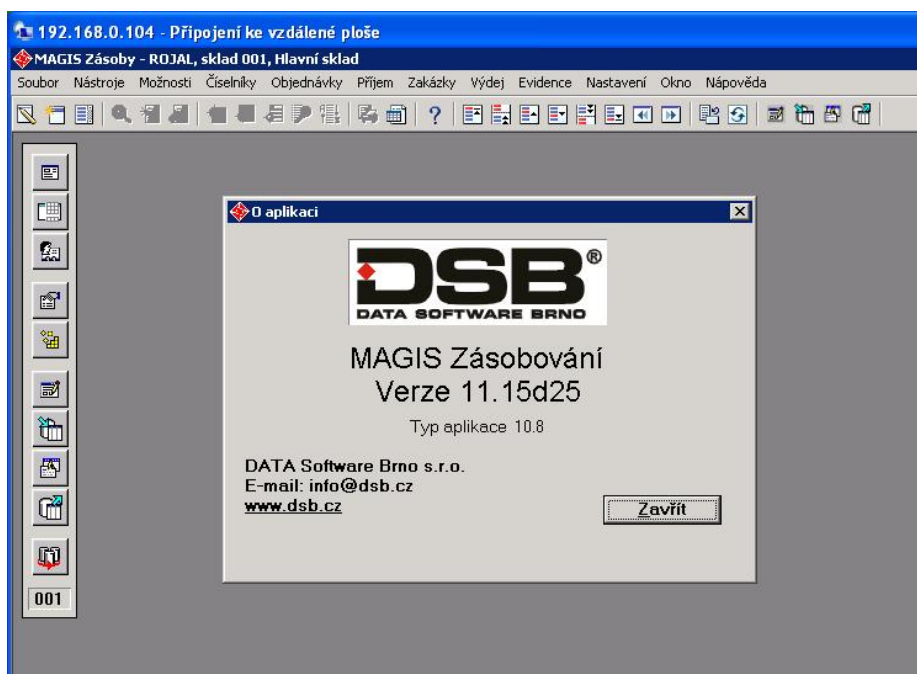 192.168.0.104 - Připojení ke vzdálené ploše
MAGIS Zásoby - ROJAL, sklad 001, Hlavní sklad
Soubor Nástroje Možnosti Číselníky Objednávky Příjem Zakázky Výdej Evidence Nastavení Okno Nápověda
O aplikaci
DSB®
DATA SOFTWARE BRNO
MAGIS Zásobování
Verze 11.15d25
Typ aplikace 10.8
DATA Software Brno s.r.o.
E-mail: info@dsb.cz
www.dsb.cz
Zavřít
001